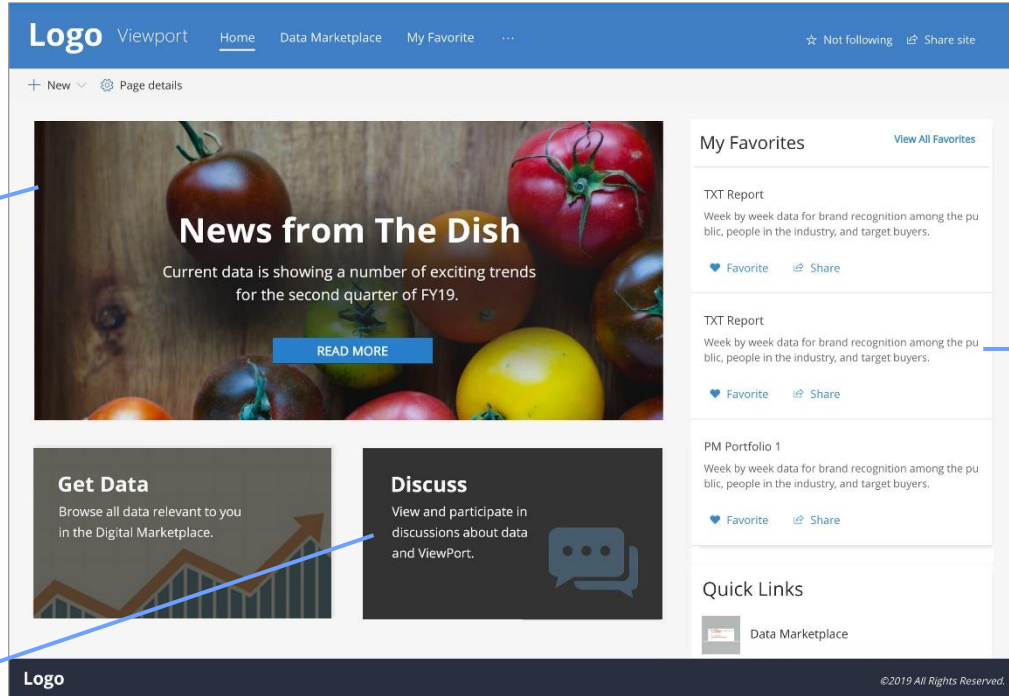 Logo Viewport Home Data Marketplace My Favorite ... Not following Share site
New Page details
News from The Dish
Current data is showing a number of exciting trends
for the second quarter of FY19.
READ MORE
Get Data
Browse all data relevant to you
in the Digital Marketplace.
Discuss
View and participate in
discussions about data
and ViewPort.
My Favorites View All Favorites
TXT Report
Week by week data for brand recognition among the pu
blic, people in the industry, and target buyers.
Favorite Share
TXT Report
Week by week data for brand recognition among the pu
blic, people in the industry, and target buyers.
Favorite Share
PM Portfolio 1
Week by week data for brand recognition among the pu
blic, people in the industry, and target buyers.
Favorite Share
Quick Links
Data Marketplace
Logo ©2019 All Rights Reserved.